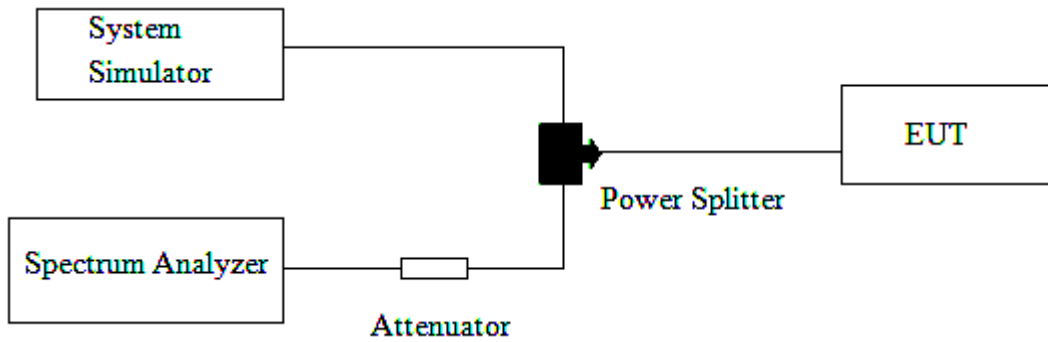 System
Simulator
EUT
Power Splitter
Spectrum Analyzer
Attenuator